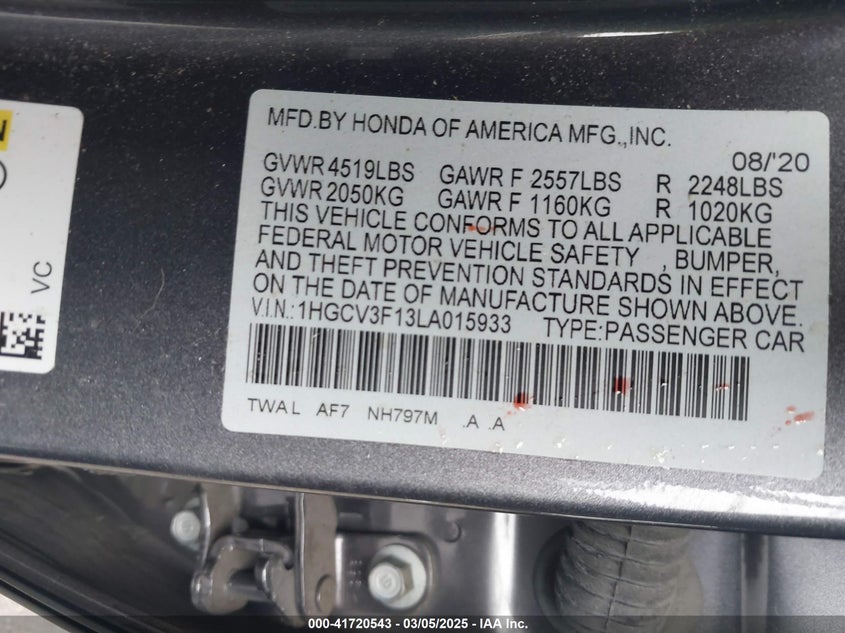 N
VC
MFD.BY HONDA OF AMERICA MFG.,INC.
08/'20
GVWR 4519LBS GAWR F 2557LBS R 2248LBS
GVWR 2050KG GAWR F 1160KG R 1020KG
THIS VEHICLE CONFORMS TO ALL APPLICABLE
FEDERAL MOTOR VEHICLE SAFETY , BUMPER,
AND THEFT PREVENTION STANDARDS IN EFFECT
ON THE DATE OF MANUFACTURE SHOWN ABOVE.
V.I.N.:1HGCV3F13LA015933 TYPE:PASSENGER CAR
TWAL AF7 NH797M .A .A
000-41720543 - 03/05/2025 - © IAA Inc.